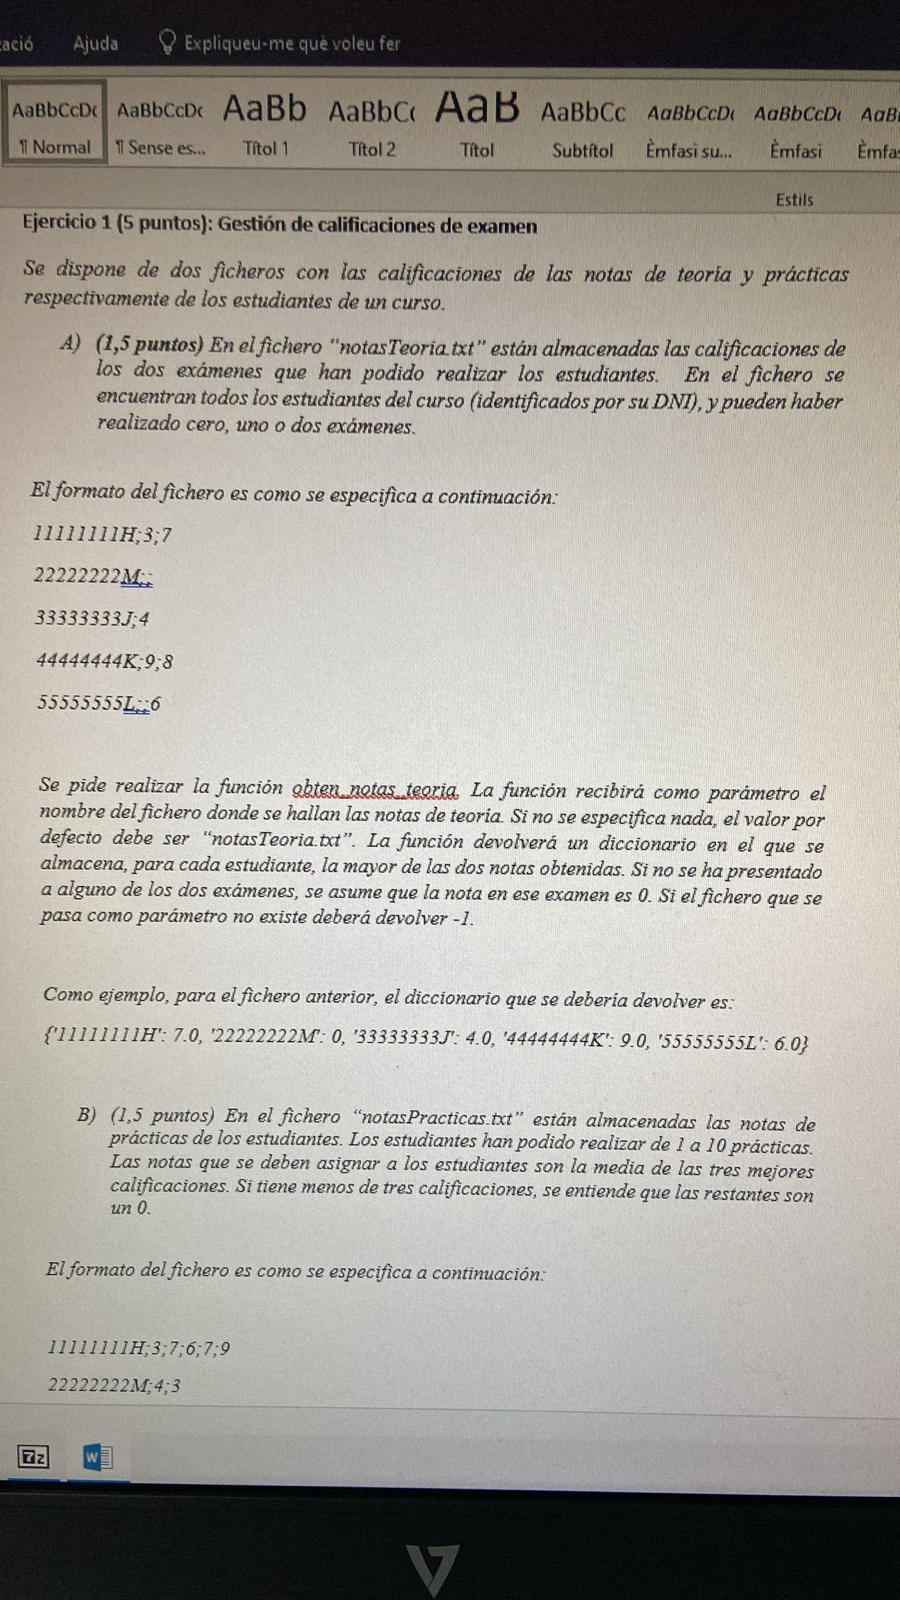 Ajuda
Expliqueu-me què voleu fer
AaBbCcDc AaBbCcDc AaBb AaBbCc AaB AaBbCc AaBbCcDc AaBbCcDc
¶ Normal ¶ Sense es... Títol 1 Títol 2 Títol Subtítol Èmfasi su... Èmfasi
Estils
Ejercicio 1 (5 puntos): Gestión de calificaciones de examen
Se dispone de dos ficheros con las calificaciones de las notas de teoría y prácticas
respectivamente de los estudiantes de un curso.
A) (1,5 puntos) En el fichero “notasTeoria.txt” están almacenadas las calificaciones de
los dos exámenes que han podido realizar los estudiantes. En el fichero se
encuentran todos los estudiantes del curso (identificados por su DNI), y pueden haber
realizado cero, uno o dos exámenes.
El formato del fichero es como se especifica a continuación:
11111111H;3;7
22222222M;;
33333333J;4
44444444K;9;8
55555555L;;6
Se pide realizar la función obten_notas_teoria. La función recibirá como parámetro el
nombre del fichero donde se hallan las notas de teoría. Si no se especifica nada, el valor por
defecto debe ser “notasTeoria.txt”. La función devolverá un diccionario en el que se
almacena, para cada estudiante, la mayor de las dos notas obtenidas. Si no se ha presentado
a alguno de los dos exámenes, se asume que la nota en ese examen es 0. Si el fichero que se
pasa como parámetro no existe deberá devolver -1.
Como ejemplo, para el fichero anterior, el diccionario que se debería devolver es:
{'11111111H': 7.0, '22222222M': 0, '33333333J': 4.0, '44444444K': 9.0, '55555555L': 6.0}
B) (1,5 puntos) En el fichero “notasPracticas.txt” están almacenadas las notas de
prácticas de los estudiantes. Los estudiantes han podido realizar de 1 a 10 prácticas.
Las notas que se deben asignar a los estudiantes son la media de las tres mejores
calificaciones. Si tiene menos de tres calificaciones, se entiende que las restantes son
un 0.
El formato del fichero es como se especifica a continuación:
11111111H;3;7;6;7;9
22222222M;4;3
7z W